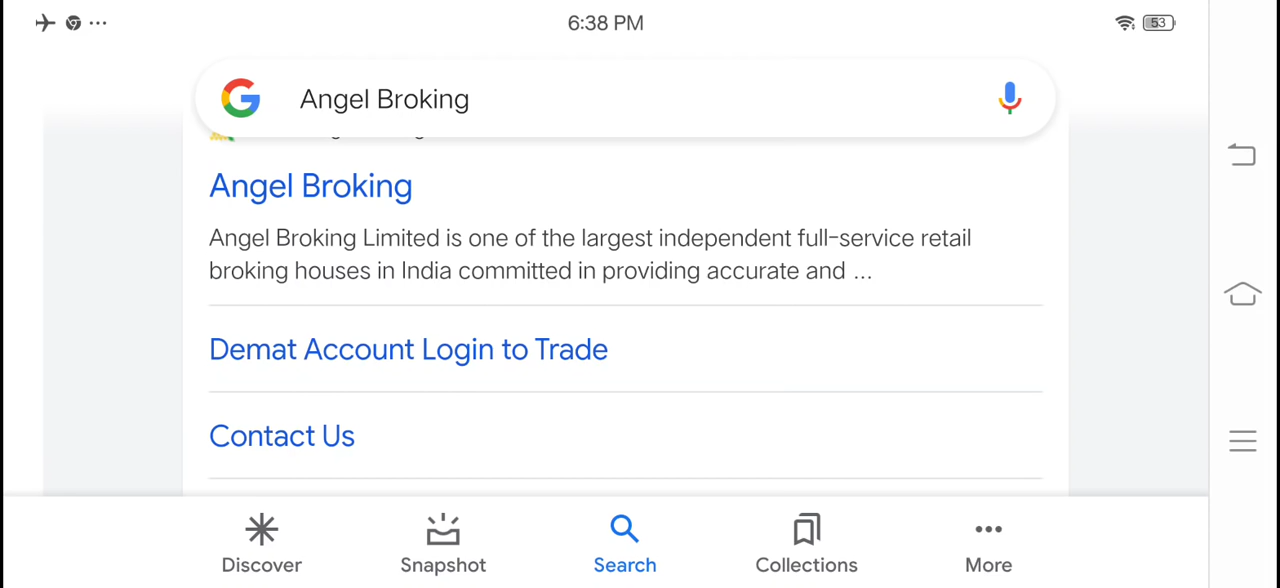 6:38 PM
53
Angel Broking
Angel Broking
Angel Broking Limited is one of the largest independent full-service retail
broking houses in India committed in providing accurate and ...
Demat Account Login to Trade
Contact Us
Discover
Snapshot
Search
Collections
More